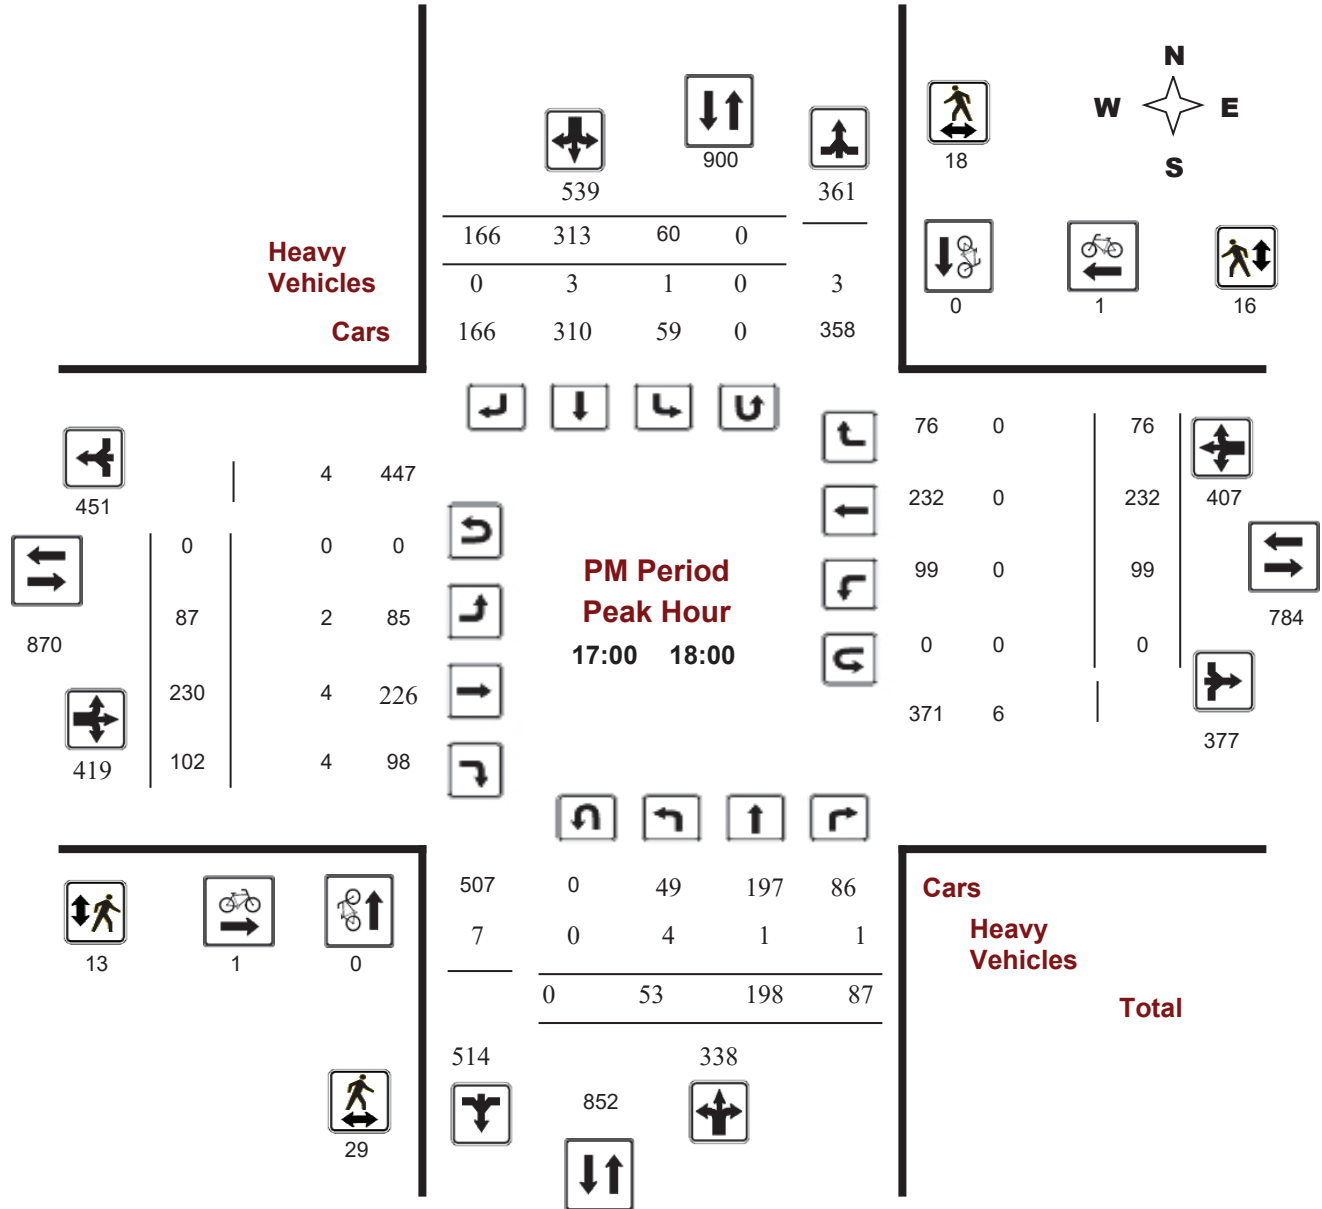 N
W E
S
900
18
539 361
166 313 60 0
Heavy
Vehicles
0 3 1 0 3
0 1 16
Cars
166 310 59 0 358
76 0 76
4 447
451
232 0 232 407
0 0 0
PM Period
99 0 99
Peak Hour
87 2 85
784
870
17:00 18:00
0 0 0
230 4 226
371 6
377
419 102 4 98
507 0 49 197 86
Cars
7 0 4 1 1
Heavy
Vehicles
13 1 0
0 53 198 87
Total
514 338
852
29